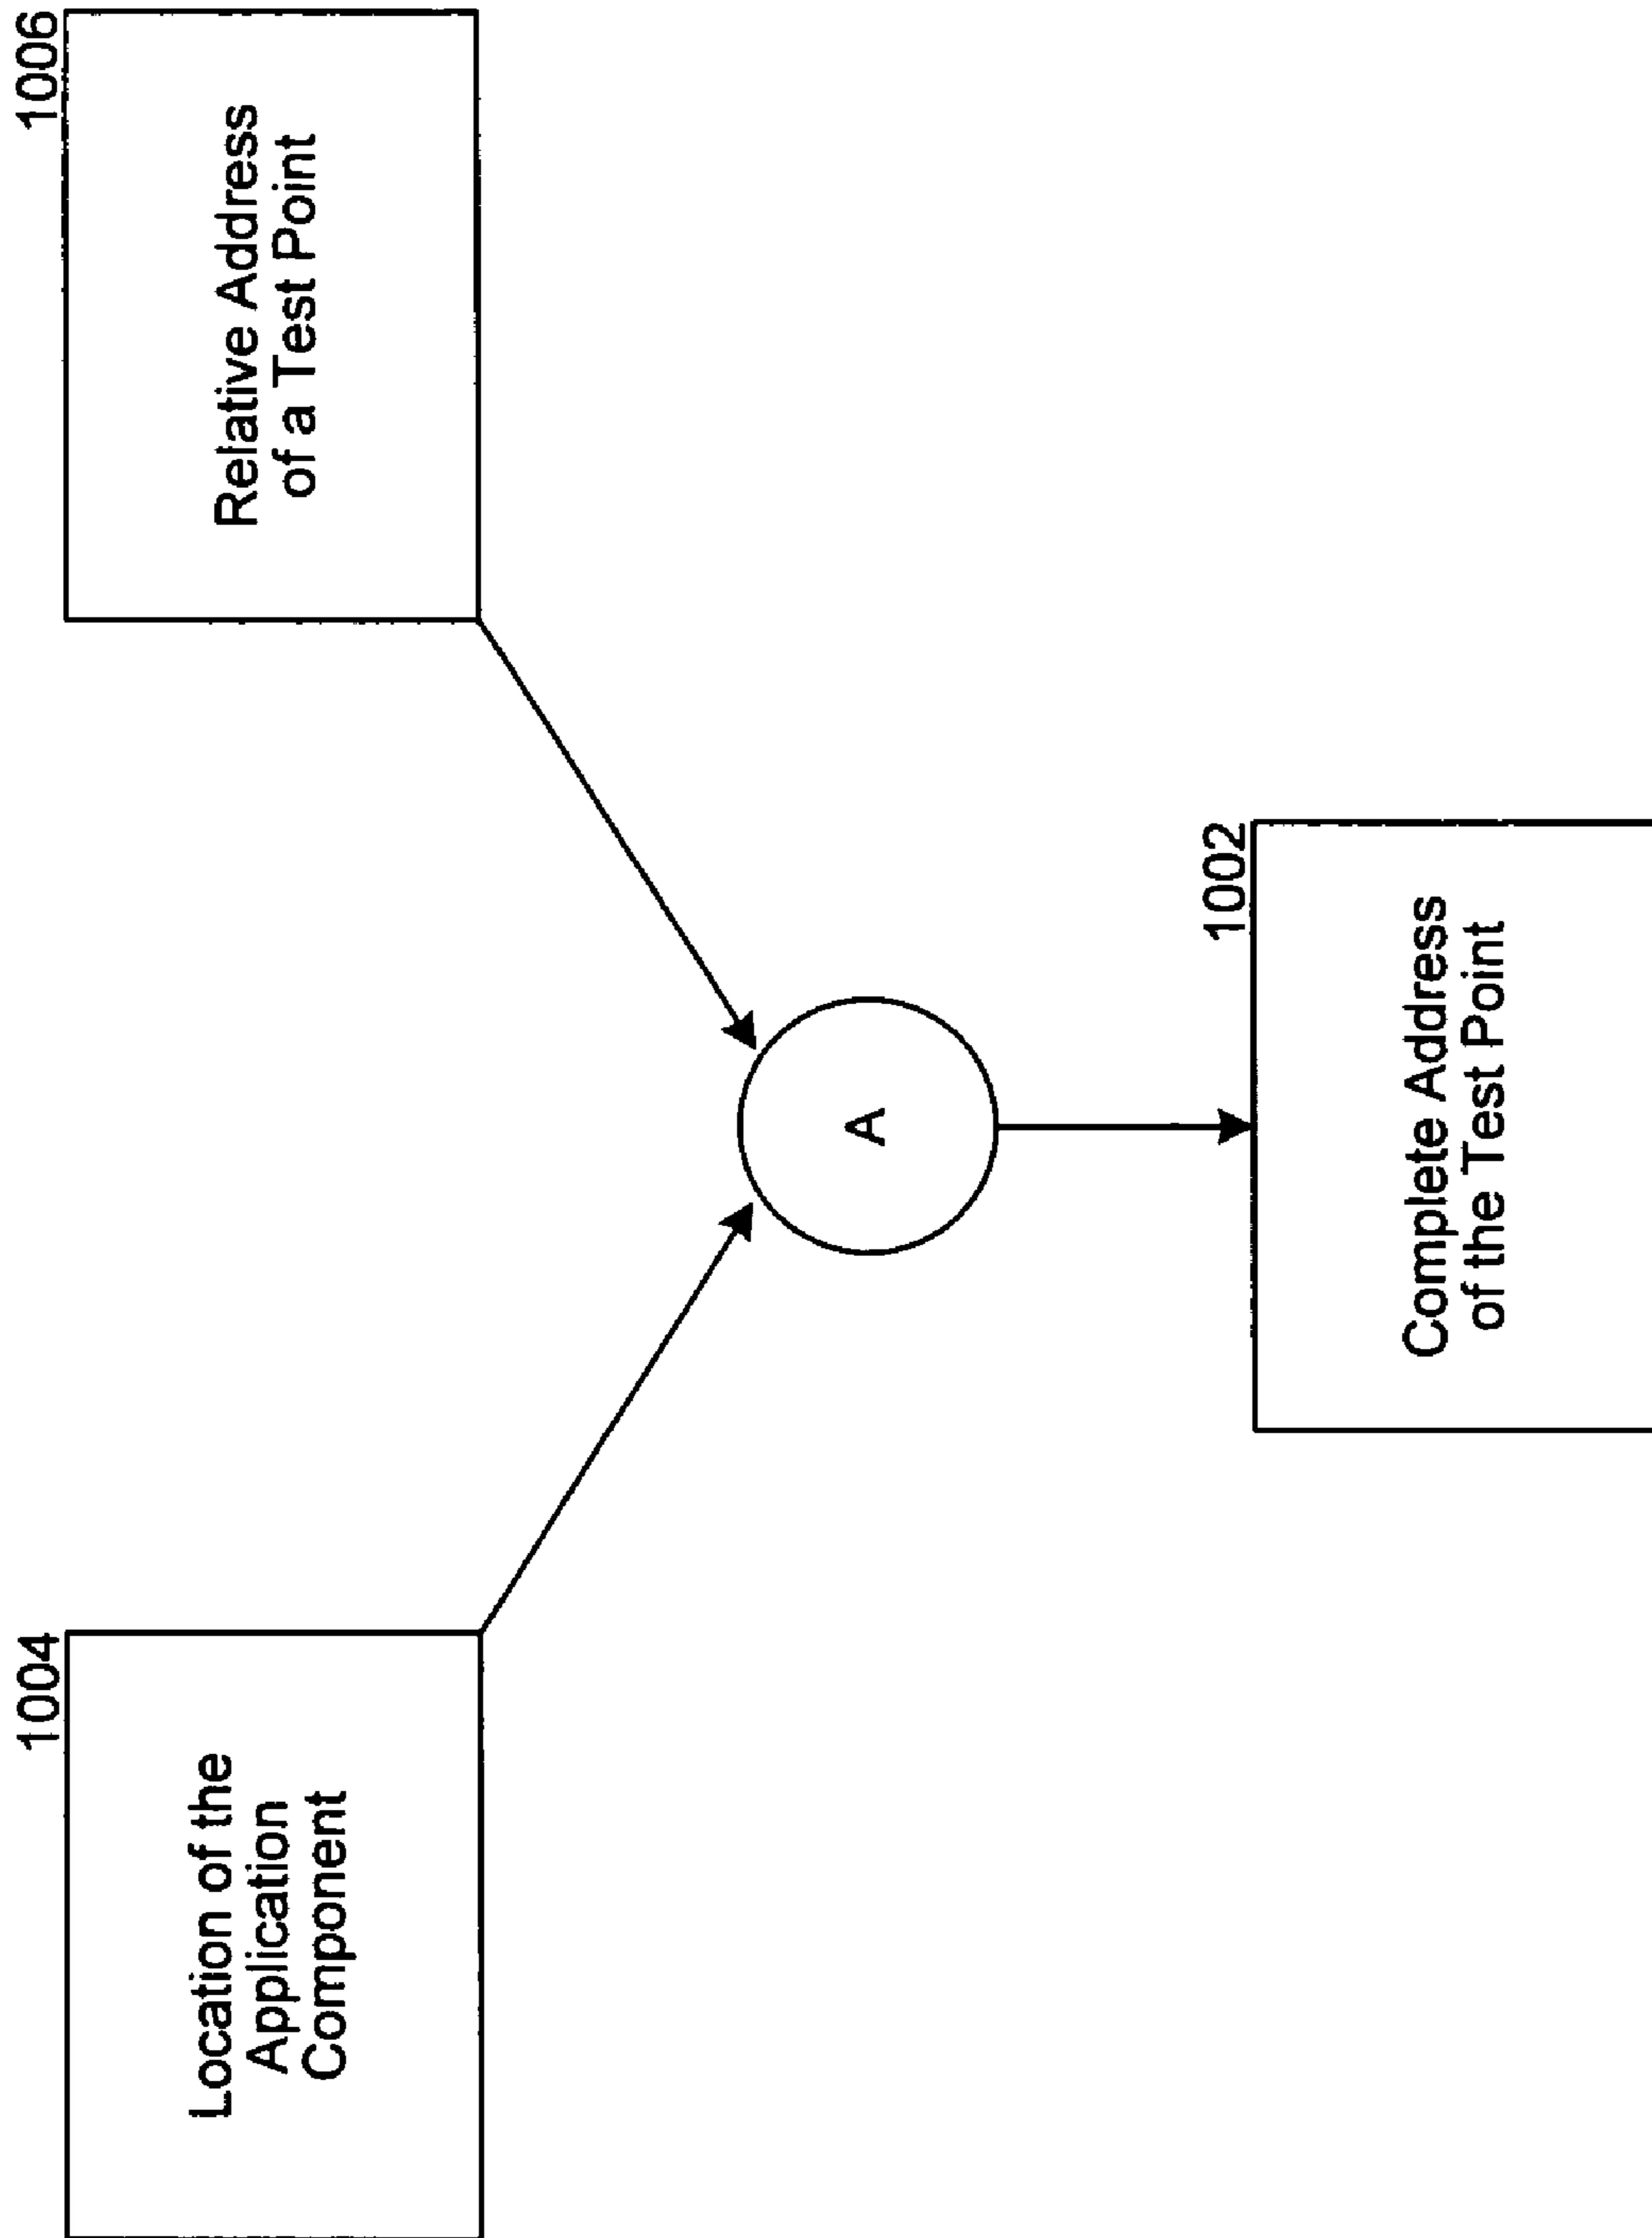 1004
Location of the
Application
Component
1006
Relative Address
of a Test Point
A
1002
Complete Address
of the Test Point